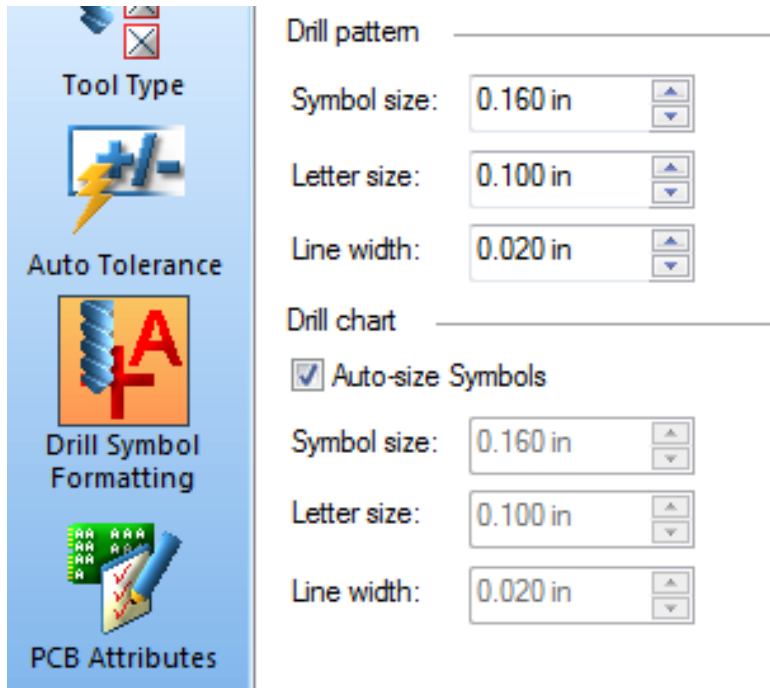 Tool Type
Auto Tolerance
Drill Symbol
Formatting
PCB Attributes
Drill pattern
Symbol size: 0.160 in
Letter size: 0.100 in
Line width: 0.020 in
Drill chart
Auto-size Symbols
Symbol size: 0.160 in
Letter size: 0.100 in
Line width: 0.020 in